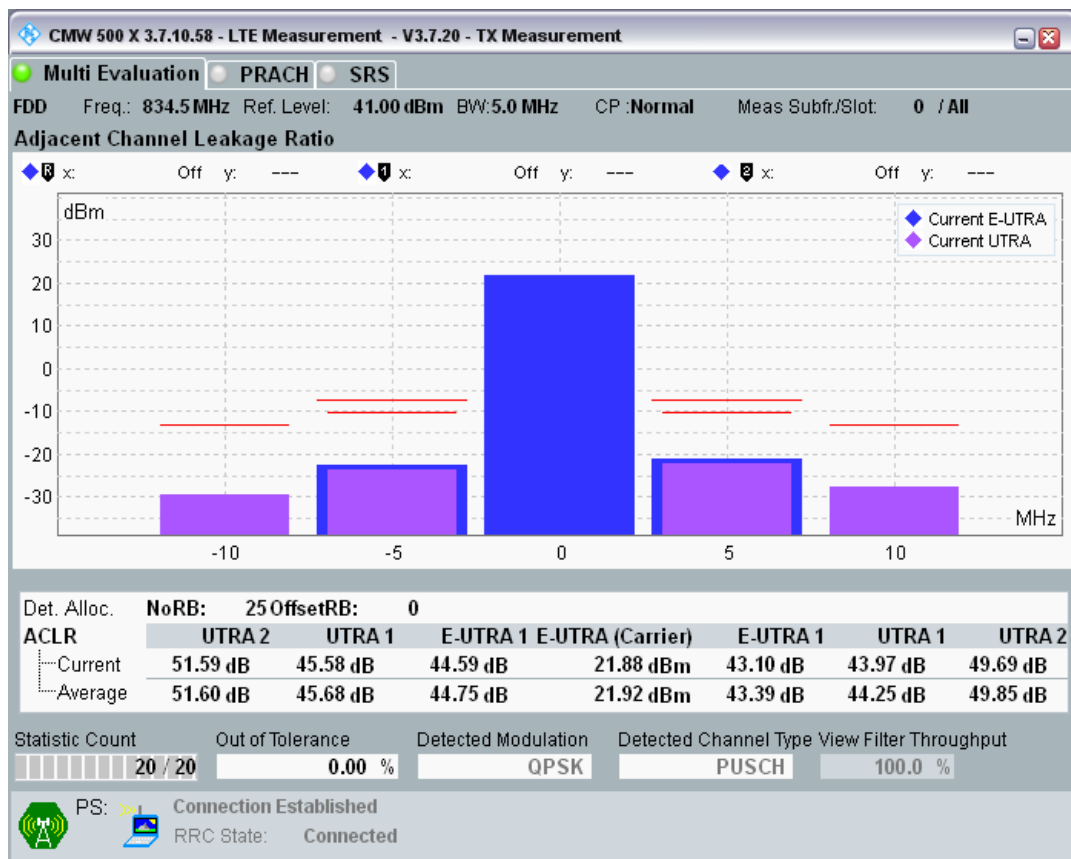 CMW 500 X 3.7.10.58 - LTE Measurement - V3.7.20 - TX Measurement
Multi Evaluation PRACH SRS
FDD Freq.: 834.5 MHz Ref. Level: 41.00 dBm BW:5.0 MHz CP :Normal Meas Subfr./Slot: 0 / All
Adjacent Channel Leakage Ratio
R x: Off y: --- 1 x: Off y: --- 2 x: Off y: ---
dBm
Current E-UTRA
Current UTRA
30
20
10
0
-10
-20
-30
MHz
-10 -5 0 5 10
Det. Alloc. NoRB: 25 OffsetRB: 0
ACLR UTRA 2 UTRA 1 E-UTRA 1 E-UTRA (Carrier) E-UTRA 1 UTRA 1 UTRA 2
Current 51.59 dB 45.58 dB 44.59 dB 21.88 dBm 43.10 dB 43.97 dB 49.69 dB
Average 51.60 dB 45.68 dB 44.75 dB 21.92 dBm 43.39 dB 44.25 dB 49.85 dB
Statistic Count Out of Tolerance Detected Modulation Detected Channel Type View Filter Throughput
20 / 20 0.00 % QPSK PUSCH 100.0 %
PS: Connection Established
RRC State: Connected